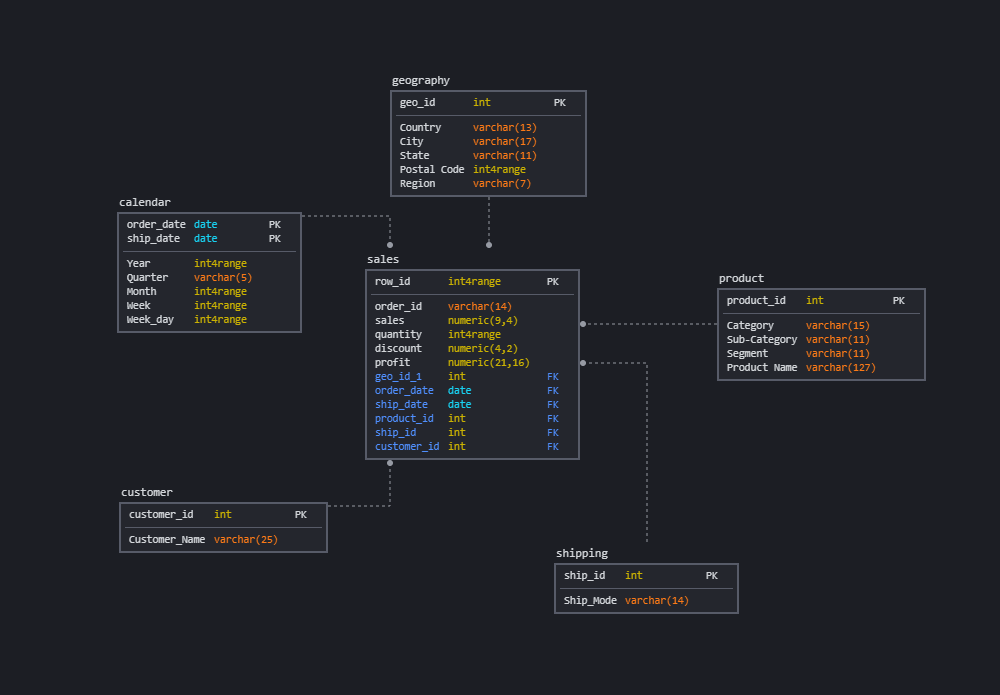 geography
geo_id int PK
Country varchar(13)
City varchar(17)
State varchar(11)
Postal Code int4range
Region varchar(7)
calendar
order_date date PK
ship_date date PK
Year int4range
Quarter varchar(5)
Month int4range
Week int4range
Week_day int4range
sales
row_id int4range PK
order_id varchar(14)
sales numeric(9,4)
quantity int4range
discount numeric(4,2)
profit numeric(21,16)
geo_id_1 int FK
order_date date FK
ship_date date FK
product_id int FK
ship_id int FK
customer_id int FK
product
product_id int PK
Category varchar(15)
Sub-Category varchar(11)
Segment varchar(11)
Product Name varchar(127)
customer
customer_id int PK
Customer_Name varchar(25)
shipping
ship_id int PK
Ship_Mode varchar(14)